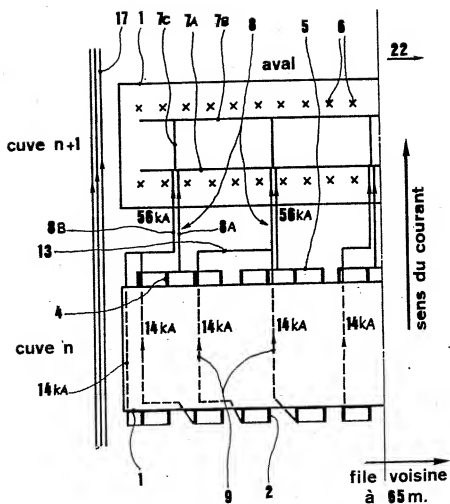 17 1 7C 7A 7B 8 5 6
22
aval
cuve n+1
sens du courant
56kA 56kA
8B 8A
13
4
14kA 14kA 14kA 14kA
cuve n
14kA
1 9 2
file voisine
à 65m.